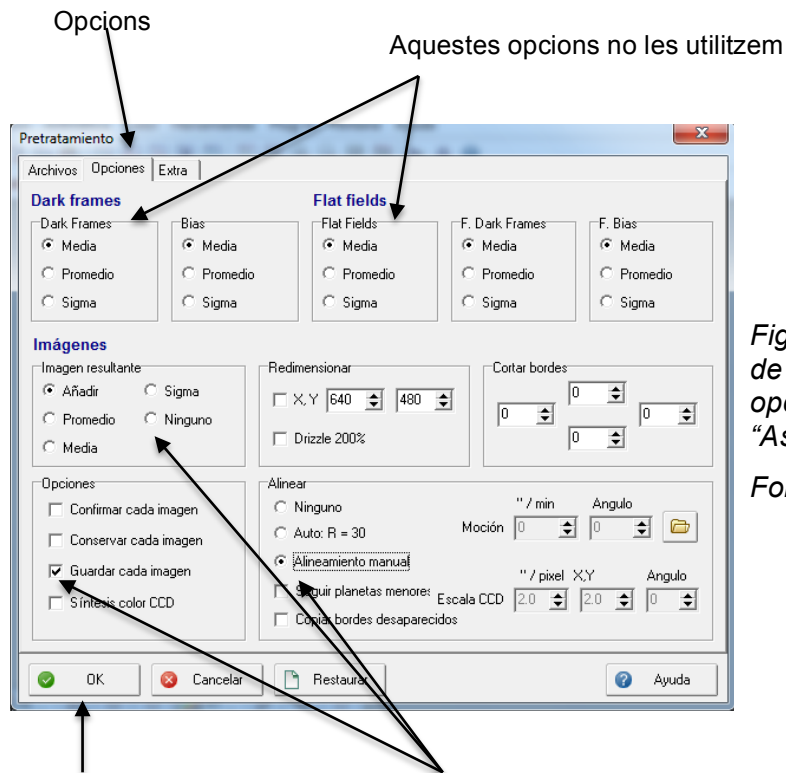 Opcions
Aquestes opcions no les utilitzem
Pretratamiento
Archivos Opciones Extra
Dark frames Flat fields
Dark Frames Bias Flat Fields F. Dark Frames F. Bias
Media Media Media Media Media
Promedio Promedio Promedio Promedio Promedio
Sigma Sigma Sigma Sigma Sigma
Imágenes
Imagen resultante Redimensionar Cortar bordes
Añadir Sigma X,Y 640 480 0
Promedio Ninguno 0 0
Media Drizzle 200% 0
Opciones Alinear
Confirmar cada imagen Ninguno "/ min Angulo
Conservar cada imagen Auto: R = 30 Moción 0 0
Guardar cada imagen Alineamiento manual "/ pixel X,Y Angulo
Síntesis color CCD Seguir planetas menores Escala CCD 2.0 2.0 0
Copiar bordes desaparecidos
OK Cancelar Restaurar Ayuda
Fig
de
op
"As